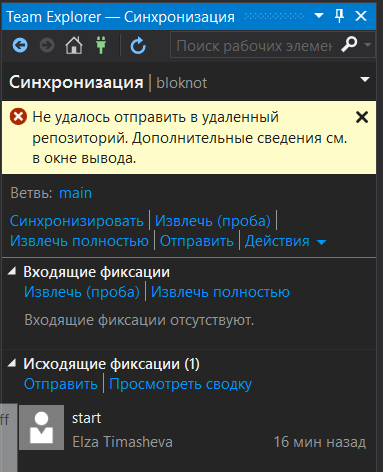 Team Explorer — Синхронизация
Поиск рабочих элемен
Синхронизация | bloknot
Не удалось отправить в удаленный
репозиторий. Дополнительные сведения см.
в окне вывода.
Ветвь: main
Синхронизировать | Извлечь (проба) |
Извлечь полностью | Отправить | Действия
Входящие фиксации
Извлечь (проба) | Извлечь полностью
Входящие фиксации отсутствуют.
Исходящие фиксации (1)
Отправить | Просмотреть сводку
ff
start
Elza Timasheva 16 мин назад